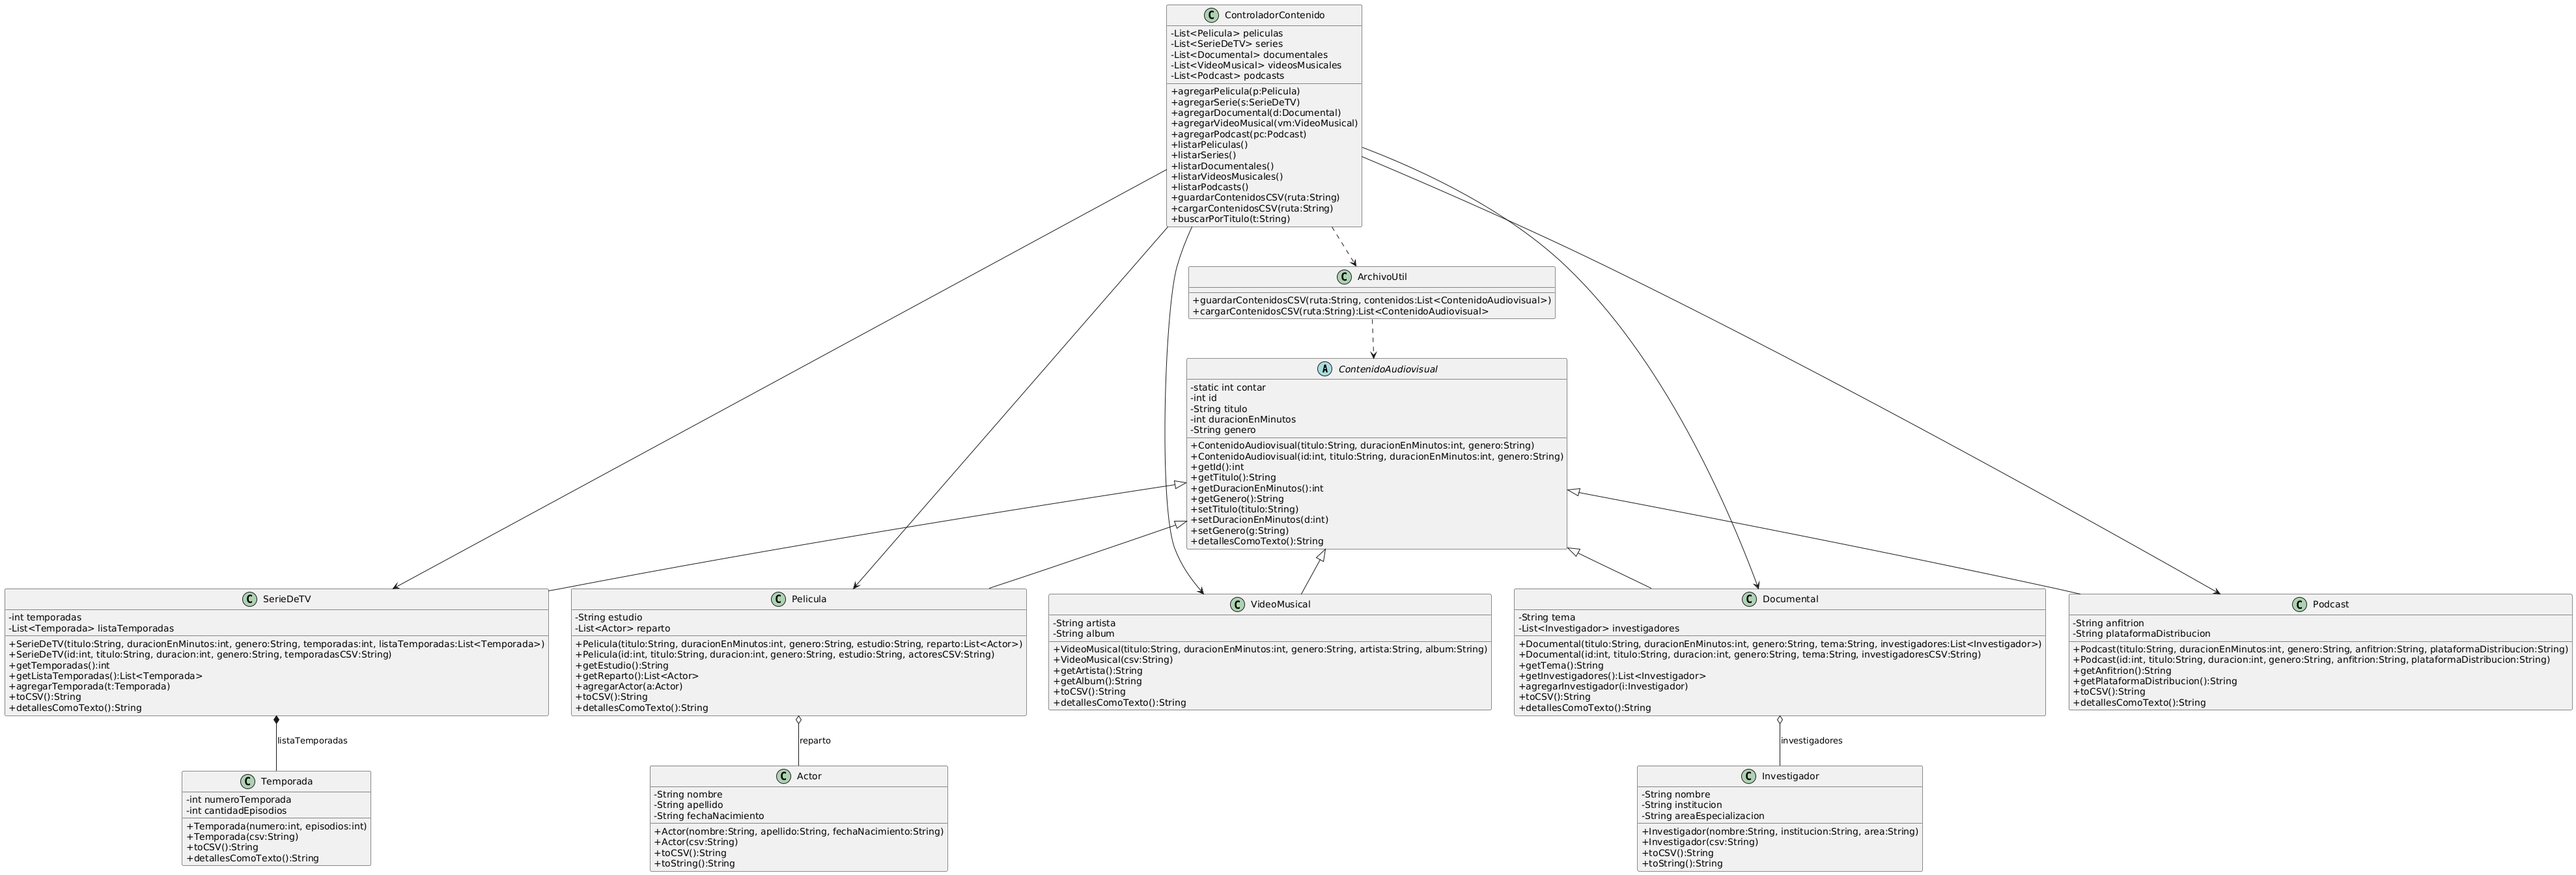 ControladorContenido
-List<Pelicula> peliculas
-List<SerieDeTV> series
-List<Documental> documentales
-List<VideoMusical> videosMusicales
-List<Podcast> podcasts
+agregarPelicula(p:Pelicula)
+agregarSerie(s:SerieDeTV)
+agregarDocumental(d:Documental)
+agregarVideoMusical(vm:VideoMusical)
+agregarPodcast(pc:Podcast)
+listarPeliculas()
+listarSeries()
+listarDocumentales()
+listarVideosMusicales()
+listarPodcasts()
+guardarContenidosCSV(ruta:String)
+cargarContenidosCSV(ruta:String)
+buscarPorTitulo(t:String)
ArchivoUtil
+guardarContenidosCSV(ruta:String, contenidos:List<ContenidoAudiovisual>)
+cargarContenidosCSV(ruta:String):List<ContenidoAudiovisual>
ContenidoAudiovisual
-static int contar
-int id
-String titulo
-int duracionEnMinutos
-String genero
+ContenidoAudiovisual(titulo:String, duracionEnMinutos:int, genero:String)
+ContenidoAudiovisual(id:int, titulo:String, duracionEnMinutos:int, genero:String)
+getId():int
+getTitulo():String
+getDuracionEnMinutos():int
+getGenero():String
+setTitulo(titulo:String)
+setDuracionEnMinutos(d:int)
+setGenero(g:String)
+detallesComoTexto():String
SerieDeTV
-int temporadas
-List<Temporada> listaTemporadas
+SerieDeTV(titulo:String, duracionEnMinutos:int, genero:String, temporadas:int, listaTemporadas:List<Temporada>)
+SerieDeTV(id:int, titulo:String, duracion:int, genero:String, temporadasCSV:String)
+getTemporadas():int
+getListaTemporadas():List<Temporada>
+agregarTemporada(t:Temporada)
+toCSV():String
+detallesComoTexto():String
Pelicula
-String estudio
-List<Actor> reparto
+Pelicula(titulo:String, duracionEnMinutos:int, genero:String, estudio:String, reparto:List<Actor>)
+Pelicula(id:int, titulo:String, duracion:int, genero:String, estudio:String, actoresCSV:String)
+getEstudio():String
+getReparto():List<Actor>
+agregarActor(a:Actor)
+toCSV():String
+detallesComoTexto():String
VideoMusical
-String artista
-String album
+VideoMusical(titulo:String, duracionEnMinutos:int, genero:String, artista:String, album:String)
+VideoMusical(csv:String)
+getArtista():String
+getAlbum():String
+toCSV():String
+detallesComoTexto():String
Documental
-String tema
-List<Investigador> investigadores
+Documental(titulo:String, duracionEnMinutos:int, genero:String, tema:String, investigadores:List<Investigador>)
+Documental(id:int, titulo:String, duracion:int, genero:String, tema:String, investigadoresCSV:String)
+getTema():String
+getInvestigadores():List<Investigador>
+agregarInvestigador(i:Investigador)
+toCSV():String
+detallesComoTexto():String
Podcast
-String anfitrion
-String plataformaDistribucion
+Podcast(titulo:String, duracionEnMinutos:int, genero:String, anfitrion:String, plataformaDistribucion:String)
+Podcast(id:int, titulo:String, duracion:int, genero:String, anfitrion:String, plataformaDistribucion:String)
+getAnfitrion():String
+getPlataformaDistribucion():String
+toCSV():String
+detallesComoTexto():String
listaTemporadas
reparto
investigadores
Temporada
-int numeroTemporada
-int cantidadEpisodios
+Temporada(numero:int, episodios:int)
+Temporada(csv:String)
+toCSV():String
+detallesComoTexto():String
Actor
-String nombre
-String apellido
-String fechaNacimiento
+Actor(nombre:String, apellido:String, fechaNacimiento:String)
+Actor(csv:String)
+toCSV():String
+toString():String
Investigador
-String nombre
-String institucion
-String areaEspecializacion
+Investigador(nombre:String, institucion:String, area:String)
+Investigador(csv:String)
+toCSV():String
+toString():String